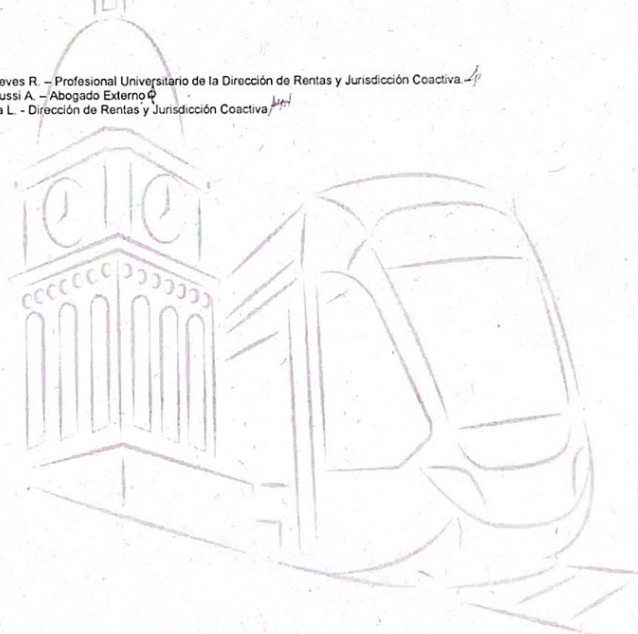 eves R. – Profesional Universitario de la Dirección de Rentas y Jurisdicción Coactiva.
ussi A. – Abogado Externo
a L. - Dirección de Rentas y Jurisdicción Coactiva